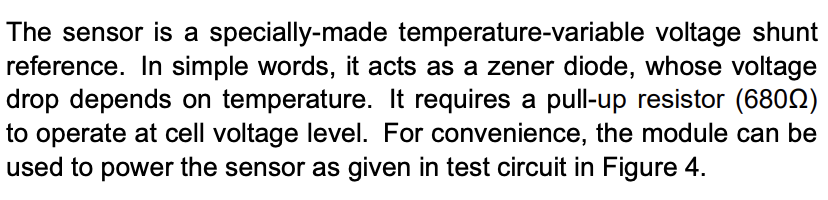 The sensor is a specially-made temperature-variable voltage shunt
reference. In simple words, it acts as a zener diode, whose voltage
drop depends on temperature. It requires a pull-up resistor (680Ω)
to operate at cell voltage level. For convenience, the module can be
used to power the sensor as given in test circuit in Figure 4.